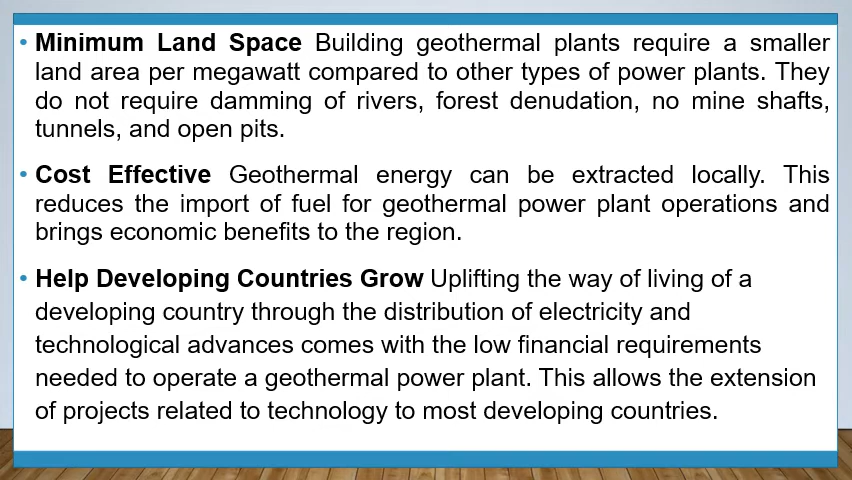 • Minimum Land Space Building geothermal plants require a smaller
land area per megawatt compared to other types of power plants. They
do not require damming of rivers, forest denudation, no mine shafts,
tunnels, and open pits.
• Cost Effective Geothermal energy can be extracted locally. This
reduces the import of fuel for geothermal power plant operations and
brings economic benefits to the region.
• Help Developing Countries Grow Uplifting the way of living of a
developing country through the distribution of electricity and
technological advances comes with the low financial requirements
needed to operate a geothermal power plant. This allows the extension
of projects related to technology to most developing countries.